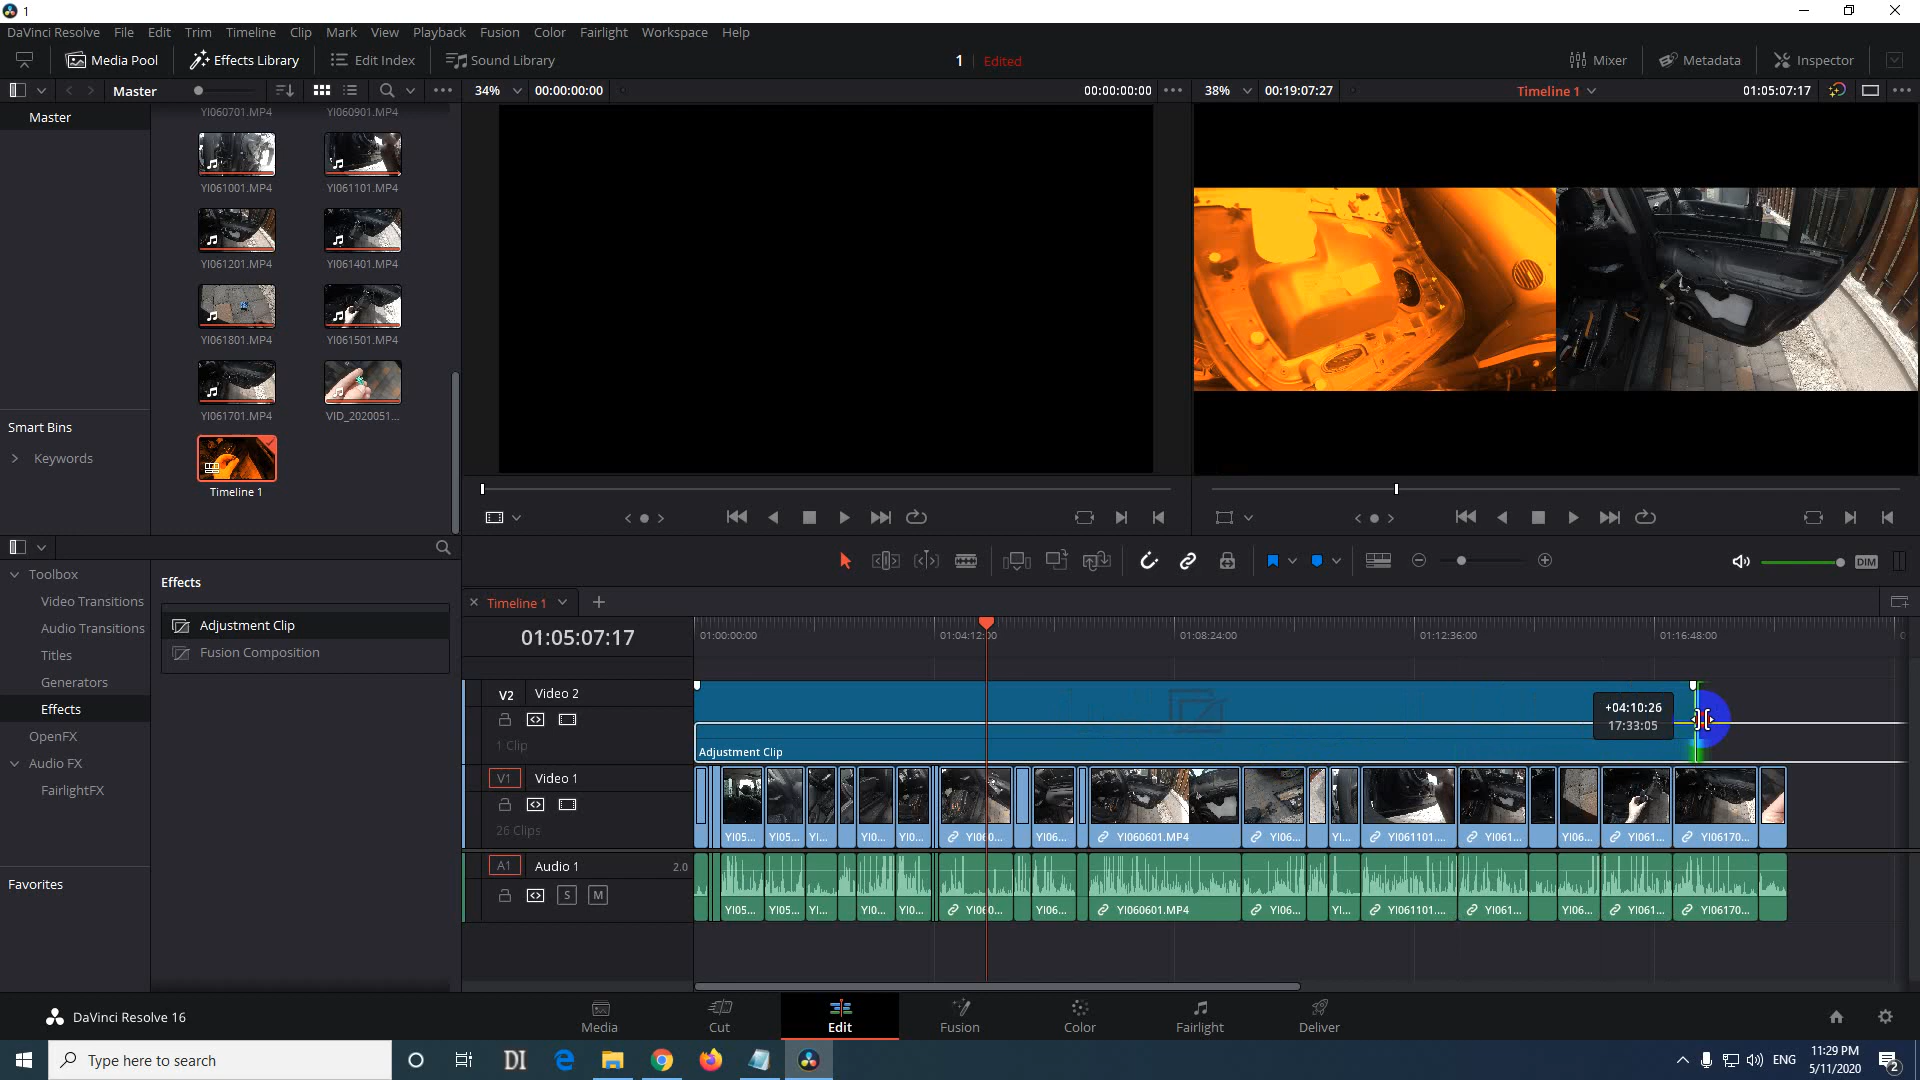 1
DaVinci Resolve File Edit Trim Timeline Clip Mark View Playback Fusion Color Fairlight Workspace Help
Media Pool Effects Library Edit Index Sound Library 1 Edited Mixer Metadata Inspector
Master 34% 00:00:00:00 00:00:00:00 38% 00:19:07:27 Timeline 1 01:05:07:17
Master
YI060701.MP4 YI060901.MP4
YI061001.MP4 YI061101.MP4
YI061201.MP4 YI061401.MP4
YI061801.MP4 YI061501.MP4
YI061701.MP4 VID_2020051...
Timeline 1
Smart Bins
Keywords
Toolbox
Video Transitions
Audio Transitions
Titles
Generators
Effects
OpenFX
Audio FX
FairlightFX
Favorites
Effects
Adjustment Clip
Fusion Composition
DIM
Timeline 1
01:05:07:17 01:00:00:00 01:04:12:00 01:08:24:00 01:12:36:00 01:16:48:00
V2 Video 2
1 Clip
+04:10:26
17:33:05
Adjustment Clip
V1 Video 1
26 Clips
YI05... YI05... YI... YI0... YI0... YI060... YI06... YI060601.MP4 YI06... YI... YI061101.... YI061... YI06... YI061... YI06170...
A1 Audio 1 2.0
S M
YI05... YI05... YI... YI0... YI0... YI060... YI06... YI060601.MP4 YI06... YI... YI061101.... YI061... YI06... YI061... YI06170...
DaVinci Resolve 16
Media Cut Edit Fusion Color Fairlight Deliver
Type here to search
DI
ENG
11:29 PM
5/11/2020
2